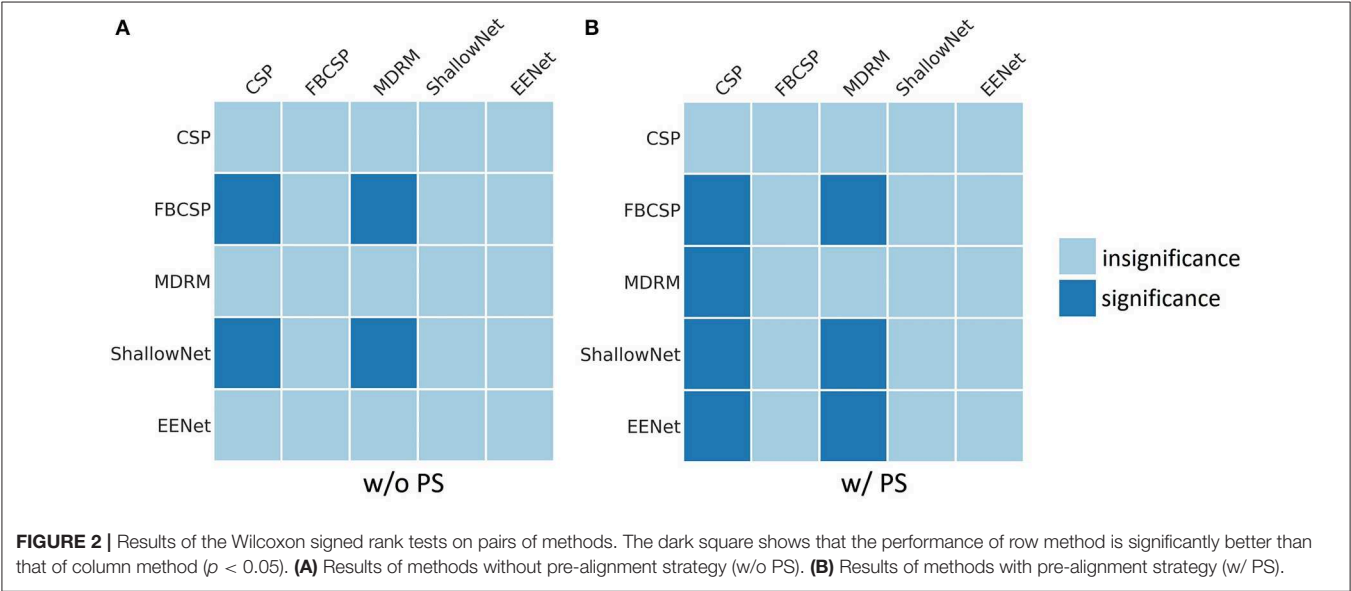 A
B
CSP FBCSP MDRM ShallowNet EENet
CSP FBCSP MDRM ShallowNet EENet
CSP
FBCSP
MDRM
ShallowNet
EENet
w/o PS
CSP
FBCSP
MDRM
ShallowNet
EENet
w/ PS
insignificance
significance
FIGURE 2 | Results of the Wilcoxon signed rank tests on pairs of methods. The dark square shows that the performance of row method is significantly better than
that of column method (p < 0.05). (A) Results of methods without pre-alignment strategy (w/o PS). (B) Results of methods with pre-alignment strategy (w/ PS).